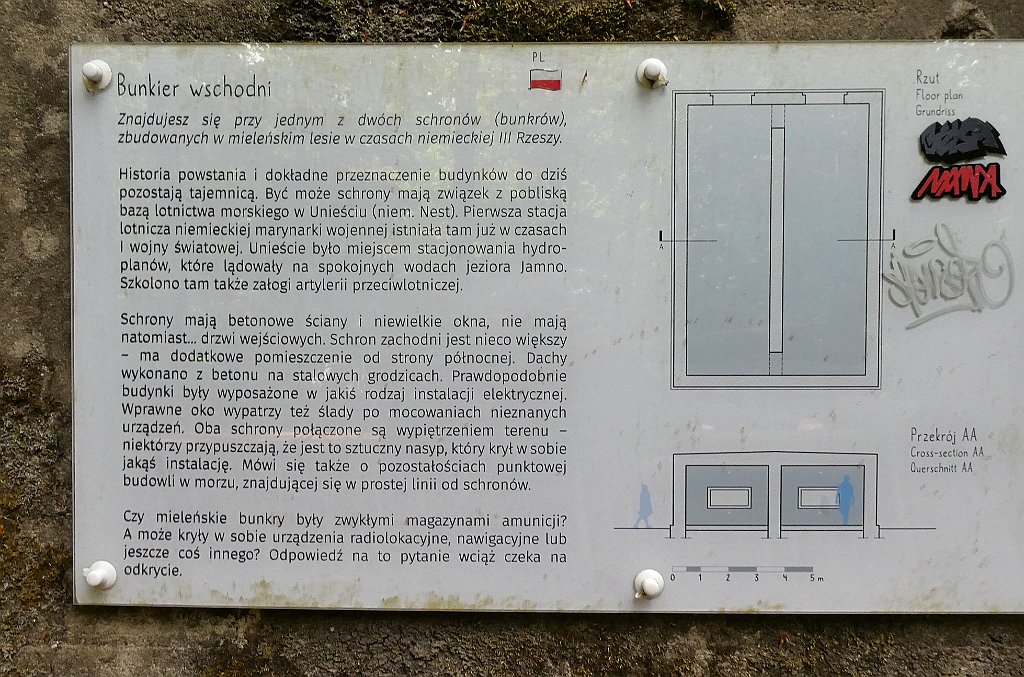 PL
Bunkier wschodni
Znajdujesz się przy jednym z dwóch schronów (bunkrów),
zbudowanych w mieleńskim lesie w czasach niemieckiej III Rzeszy.
Historia powstania i dokładne przeznaczenie budynków do dziś
pozostają tajemnicą. Być może schrony mają związek z pobliską
bazą lotnictwa morskiego w Unieściu (niem. Nest). Pierwsza stacja
lotnicza niemieckiej marynarki wojennej istniała tam już w czasach
I wojny światowej. Unieście było miejscem stacjonowania hydro-
planów, które lądowały na spokojnych wodach jeziora Jamno.
Szkolono tam także załogi artylerii przeciwlotniczej.
Schrony mają betonowe ściany i niewielkie okna, nie mają
natomiast... drzwi wejściowych. Schron zachodni jest nieco większy
– ma dodatkowe pomieszczenie od strony północnej. Dachy
wykonano z betonu na stalowych grodzicach. Prawdopodobnie
budynki były wyposażone w jakiś rodzaj instalacji elektrycznej.
Wprawne oko wypatrzy też ślady po mocowaniach nieznanych
urządzeń. Oba schrony połączone są wypiętrzeniem terenu –
niektórzy przypuszczają, że jest to sztuczny nasyp, który krył w sobie
jakąś instalację. Mówi się także o pozostałościach punktowej
budowli w morzu, znajdującej się w prostej linii od schronów.
Czy mieleńskie bunkry były zwykłymi magazynami amunicji?
A może kryły w sobie urządzenia radiolokacyjne, nawigacyjne lub
jeszcze coś innego? Odpowiedź na to pytanie wciąż czeka na
odkrycie.
Rzut
Floor plan
Grundriss
A
A
Przekrój AA
Cross-section AA
Querschnitt AA
0 1 2 3 4 5 m